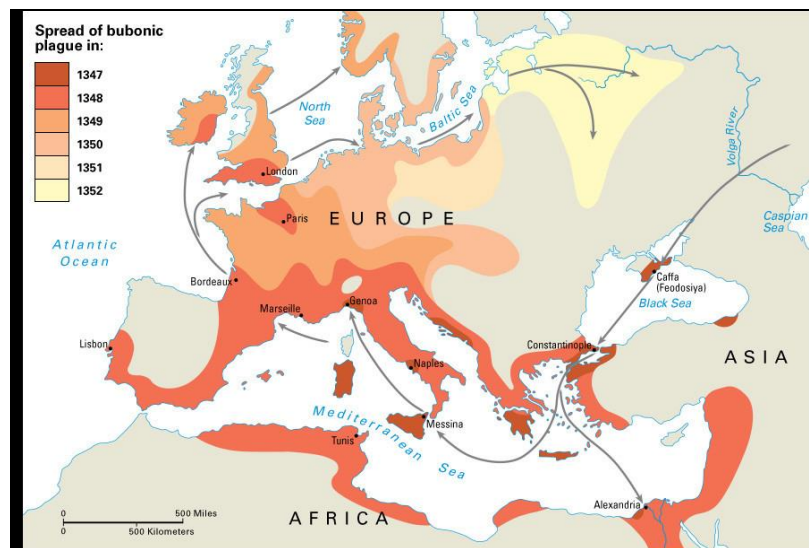 Spread of bubonic
plague in:
1347
1348
1349
1350
1351
1352
North
Sea
Baltic Sea
Volga River
London
Paris
EUROPE
Caspian
Sea
Atlantic
Ocean
Caffa
(Feodosiya)
Bordeaux
Black Sea
Genoa
Marseille
Lisbon
Constantinople
ASIA
Naples
Mediterranean Sea
Messina
Tunis
Alexandria
AFRICA
0 500 Miles
0 500 Kilometers